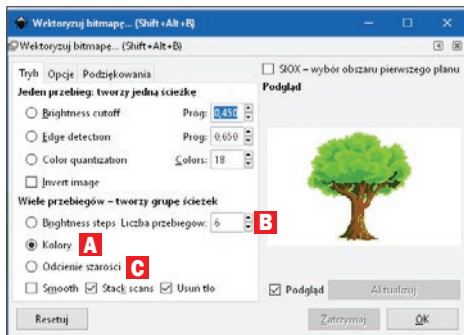 Wektoryzuj bitmapę... (Shift+Alt+B)
Wektoryzuj bitmapę... (Shift+Alt+B)
Tryb Opcje Podziękowania
SIOX – wybór obszaru pierwszego planu
Jeden przebieg: tworzy jedną ścieżkę
Podgląd
Brightness cutoff Próg: 0,450
Edge detection Próg: 0,650
Color quantization Colors: 18
Invert image
Wiele przebiegów – tworzy grupę ścieżek
Brightness steps Liczba przebiegów: 6 B
Kolory A
Odcienie szarości C
Smooth Stack scans Usuń tło
Podgląd Aktualizuj
Resetuj Zatrzymaj OK